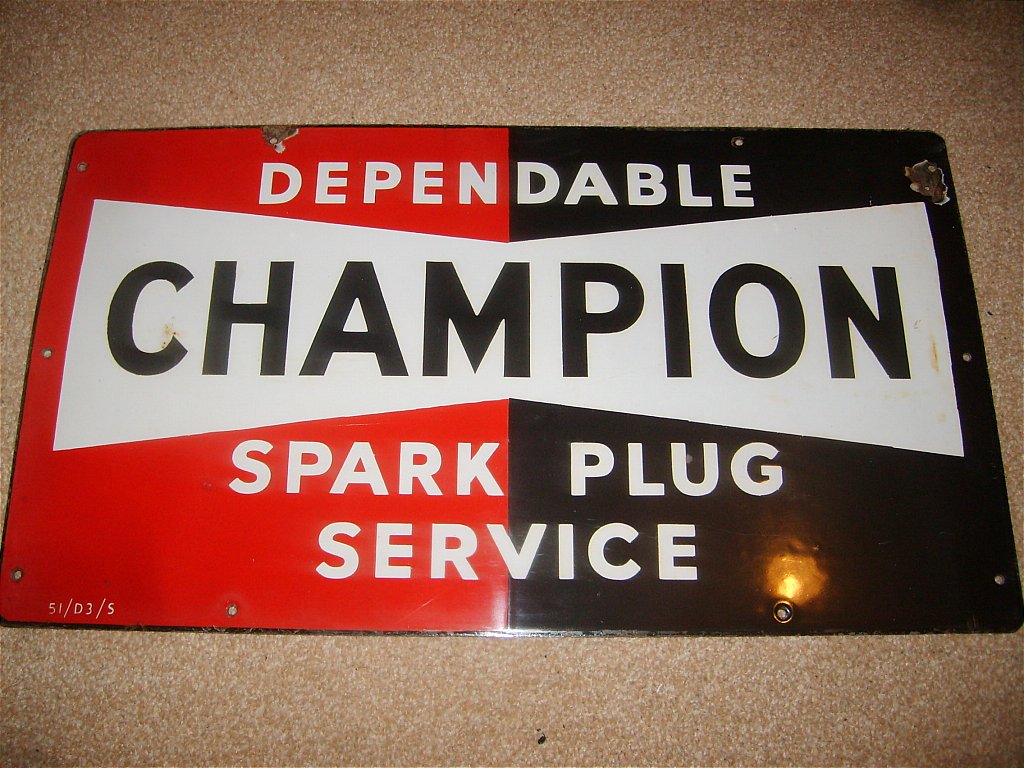 DEPENDABLE
CHAMPION
SPARK PLUG
SERVICE
51/D3/S